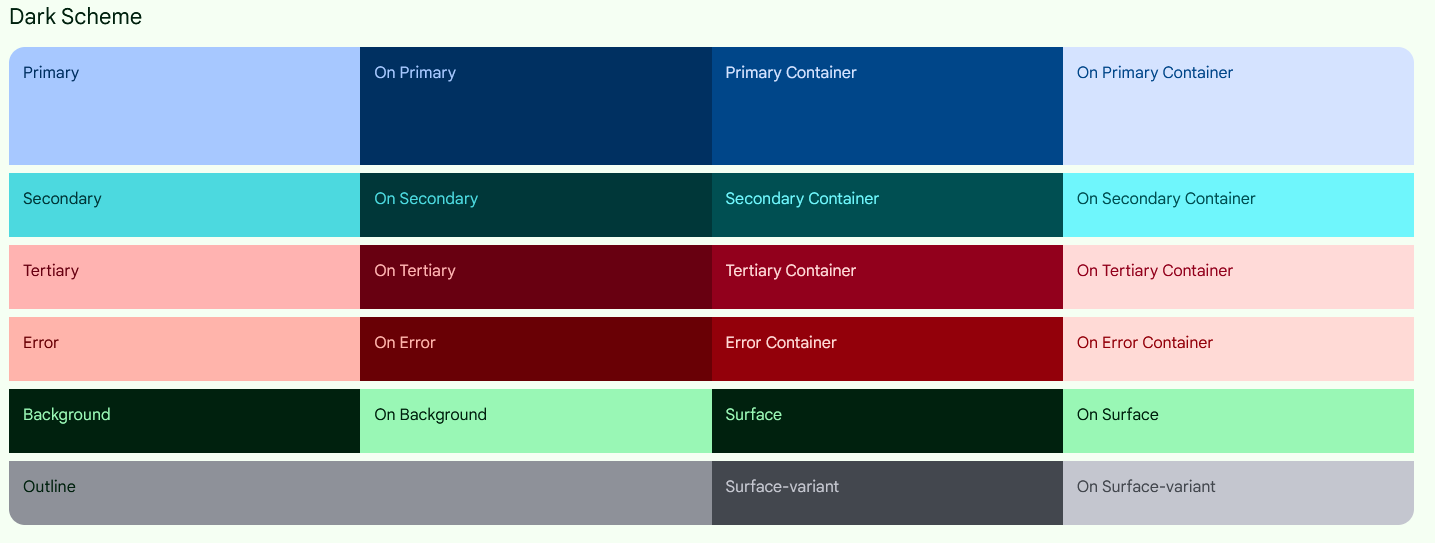 Dark Scheme
Primary
On Primary
Primary Container
On Primary Container
Secondary
On Secondary
Secondary Container
On Secondary Container
Tertiary
On Tertiary
Tertiary Container
On Tertiary Container
Error
On Error
Error Container
On Error Container
Background
On Background
Surface
On Surface
Outline
Surface-variant
On Surface-variant